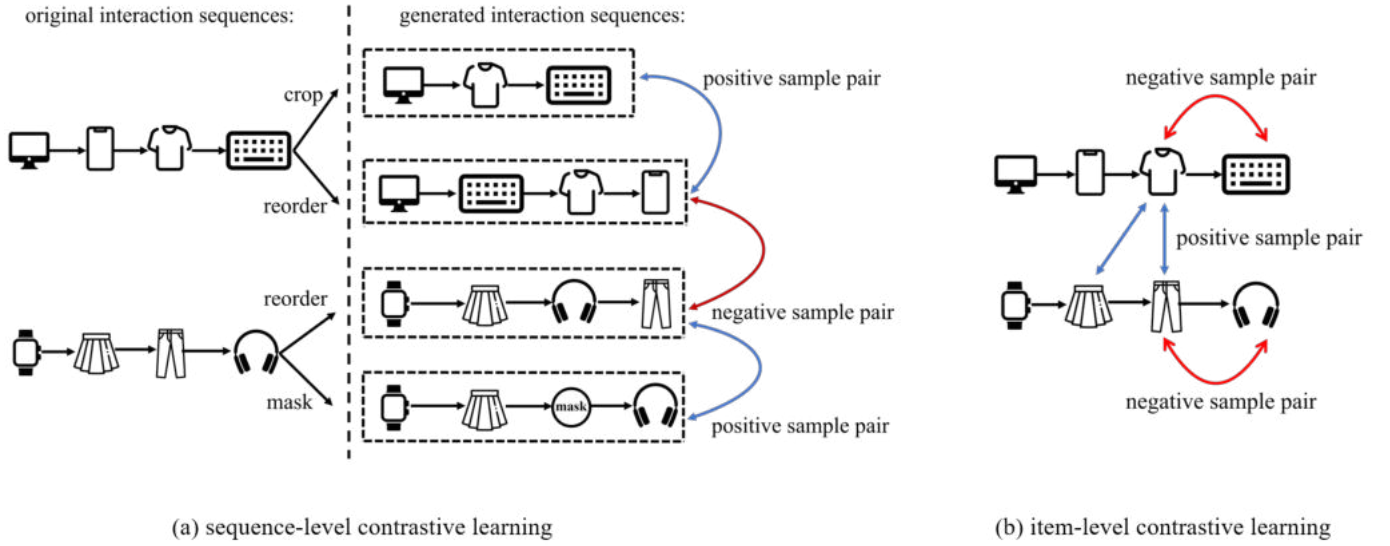 original interaction sequences:
generated interaction sequences:
crop
reorder
reorder
mask
mask
positive sample pair
negative sample pair
positive sample pair
negative sample pair
positive sample pair
negative sample pair
(a) sequence-level contrastive learning
(b) item-level contrastive learning